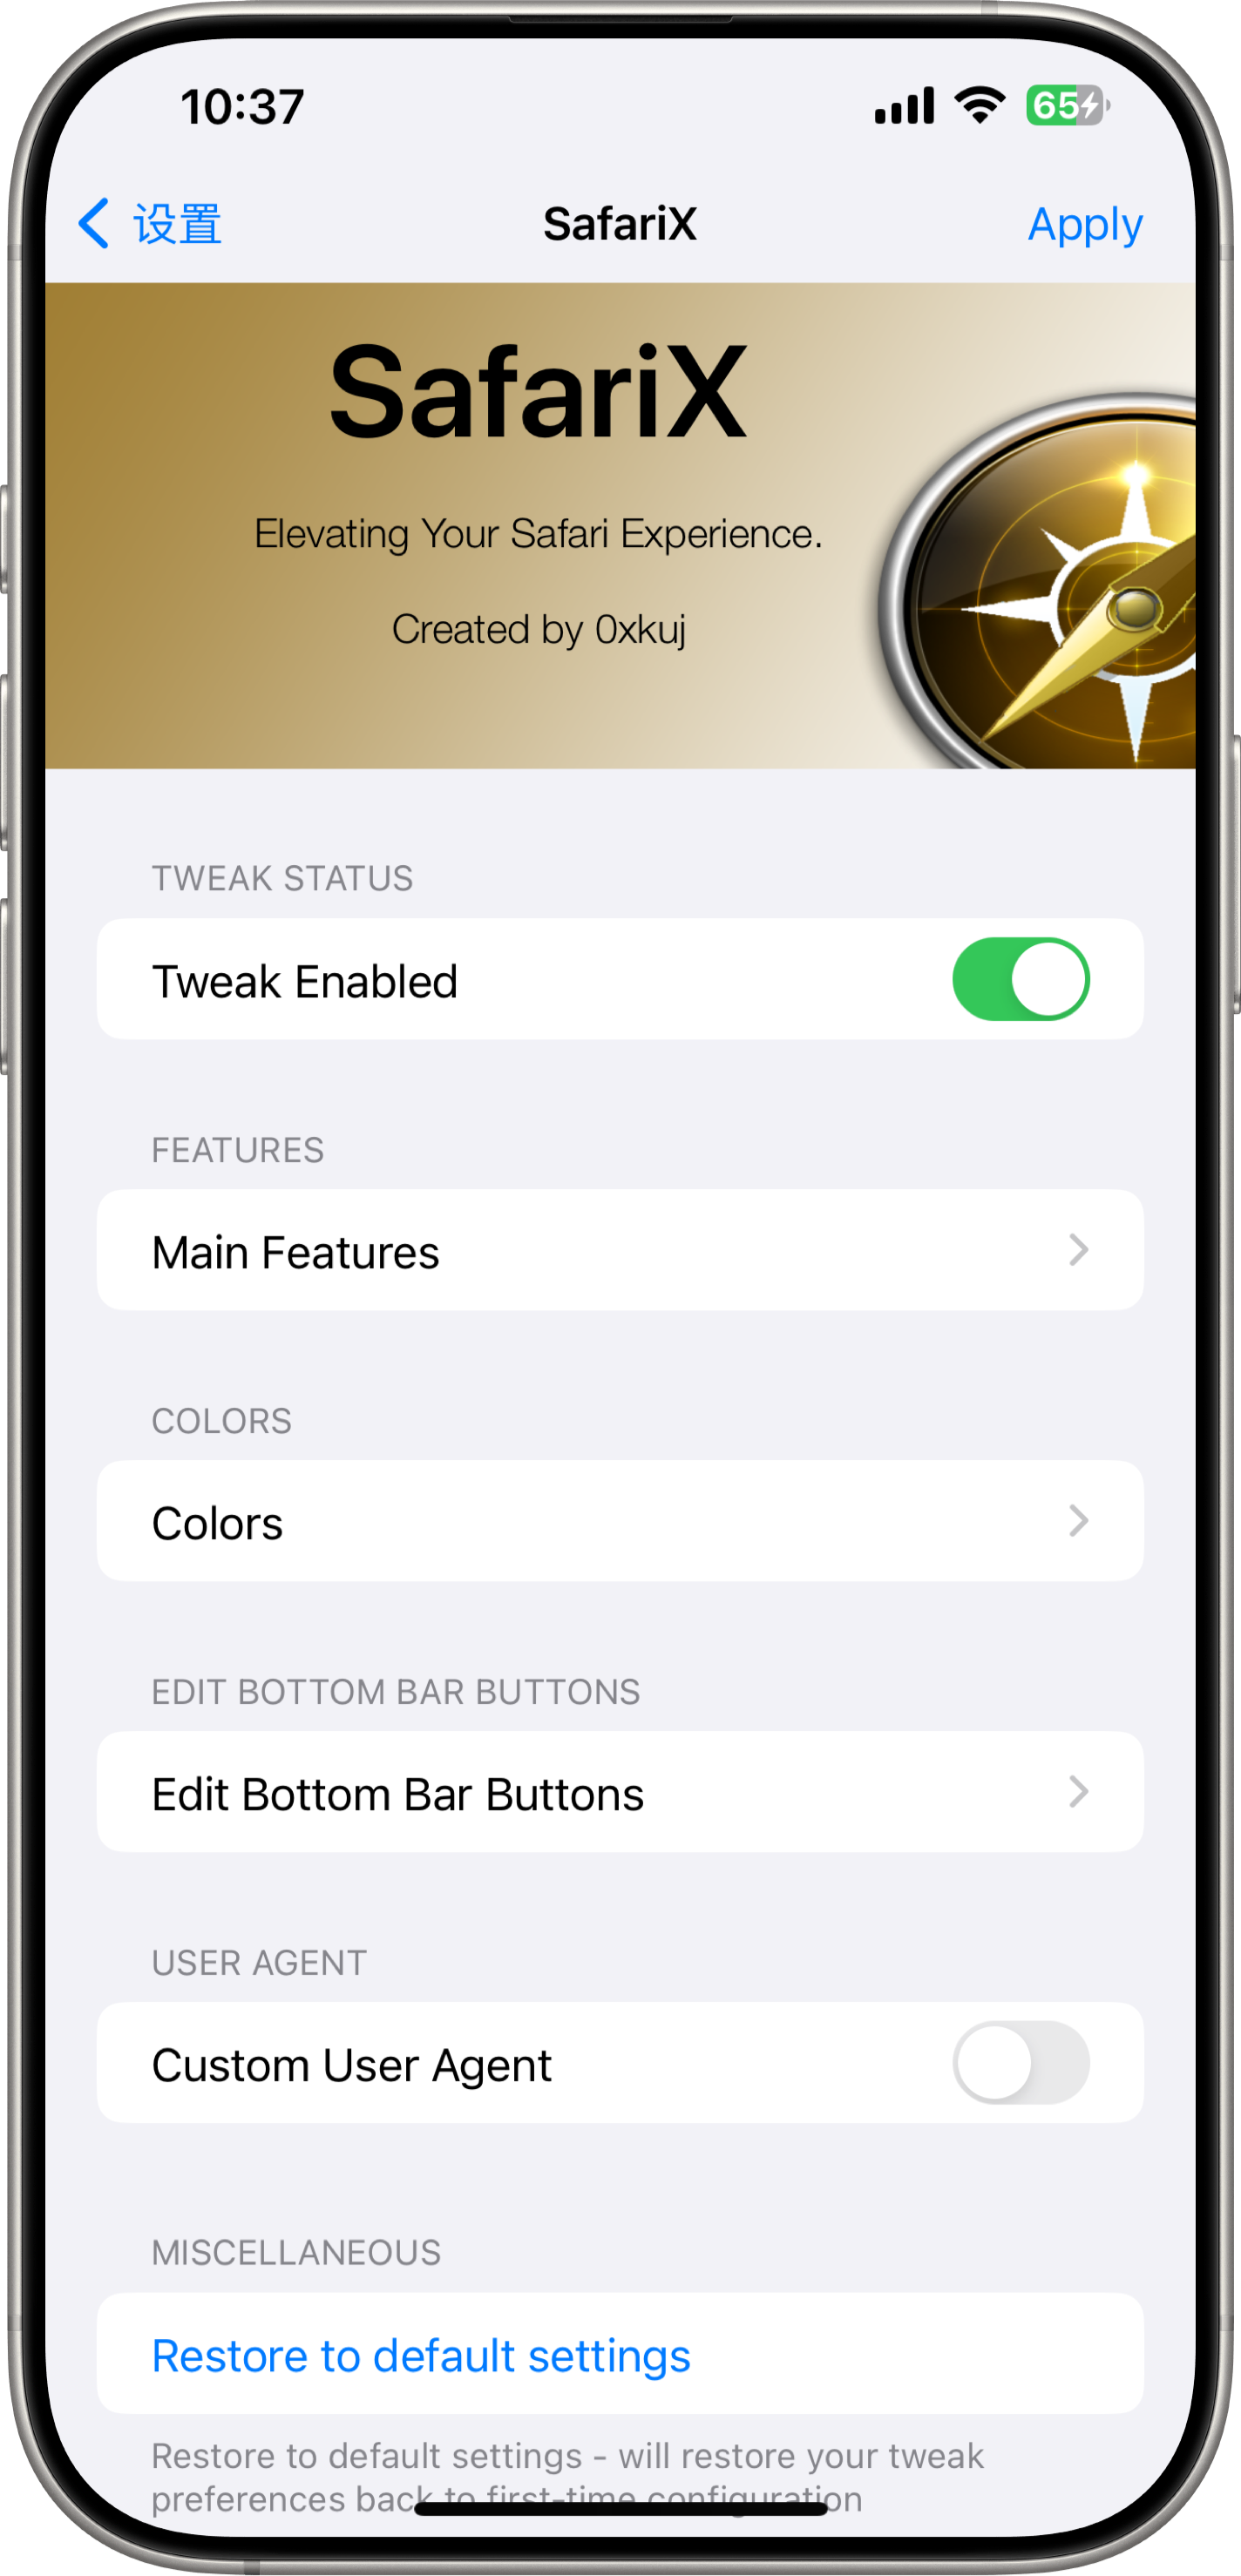 10:37
65
设置
SafariX
Apply
SafariX
Elevating Your Safari Experience.
Created by 0xkuj
TWEAK STATUS
Tweak Enabled
FEATURES
Main Features
COLORS
Colors
EDIT BOTTOM BAR BUTTONS
Edit Bottom Bar Buttons
USER AGENT
Custom User Agent
MISCELLANEOUS
Restore to default settings
Restore to default settings - will restore your tweak
preferences back to first-time configuration